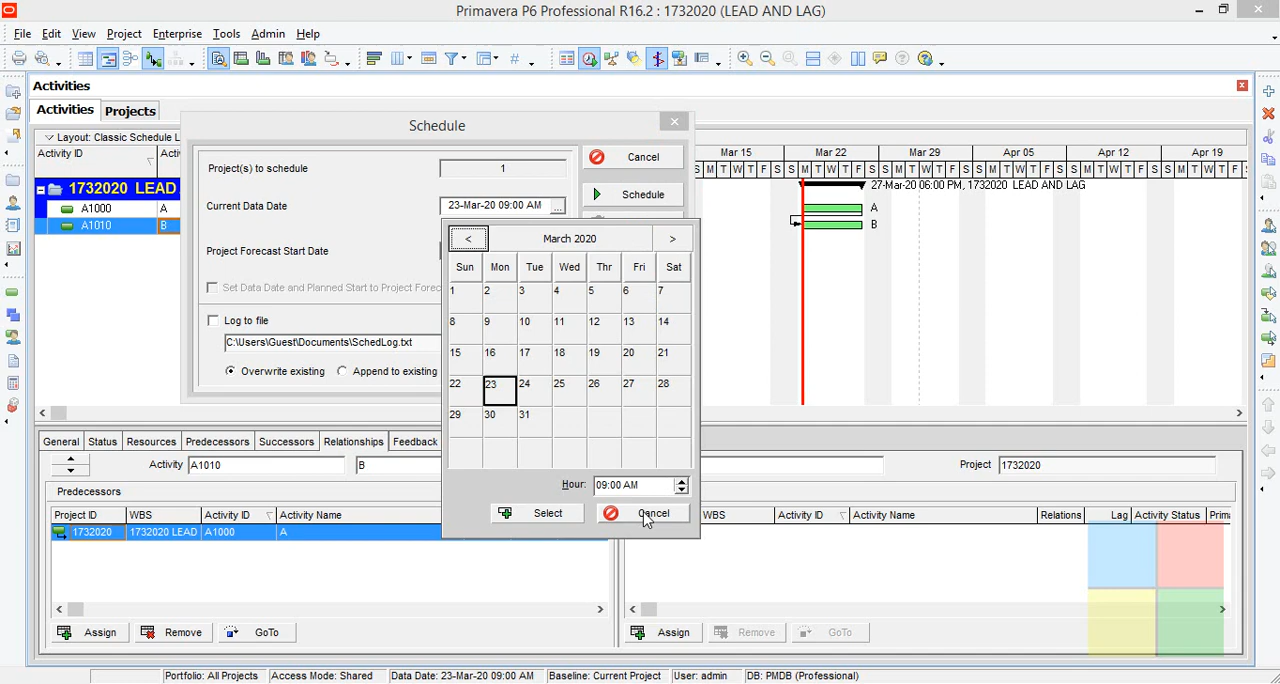 Primavera P6 Professional R16.2 : 1732020 (LEAD AND LAG)
File Edit View Project Enterprise Tools Admin Help
Activities
Activities Projects
Layout: Classic Schedule L
Activity ID
Acti
Mar 15 Mar 22 Mar 29 Apr 05 Apr 12 Apr 19
S M T W T F S S M T W T F S S M T W T F S S M T W T F S S M T W T F S S M T W T F
1732020 LEAD
A1000 A
A1010 B
27-Mar-20 06:00 PM, 1732020 LEAD AND LAG
A
B
Schedule
Project(s) to schedule 1
Cancel
Current Data Date 23-Mar-20 09:00 AM ...
Schedule
Project Forecast Start Date
Set Data Date and Planned Start to Project Forec
Log to file
C:\Users\Guest\Documents\SchedLog.txt
Overwrite existing Append to existing
< March 2020 >
Sun Mon Tue Wed Thr Fri Sat
1 2 3 4 5 6 7
8 9 10 11 12 13 14
15 16 17 18 19 20 21
22 23 24 25 26 27 28
29 30 31
Hour: 09:00 AM
Select Cancel
General Status Resources Predecessors Successors Relationships Feedback
Activity A1010 B Project 1732020
Predecessors
Project ID WBS Activity ID Activity Name
1732020 1732020 LEAD A1000 A
WBS Activity ID Activity Name Relations Lag Activity Status Prim
Assign Remove GoTo
Assign Remove GoTo
Portfolio: All Projects Access Mode: Shared Data Date: 23-Mar-20 09:00 AM Baseline: Current Project User: admin DB: PMDB (Professional)